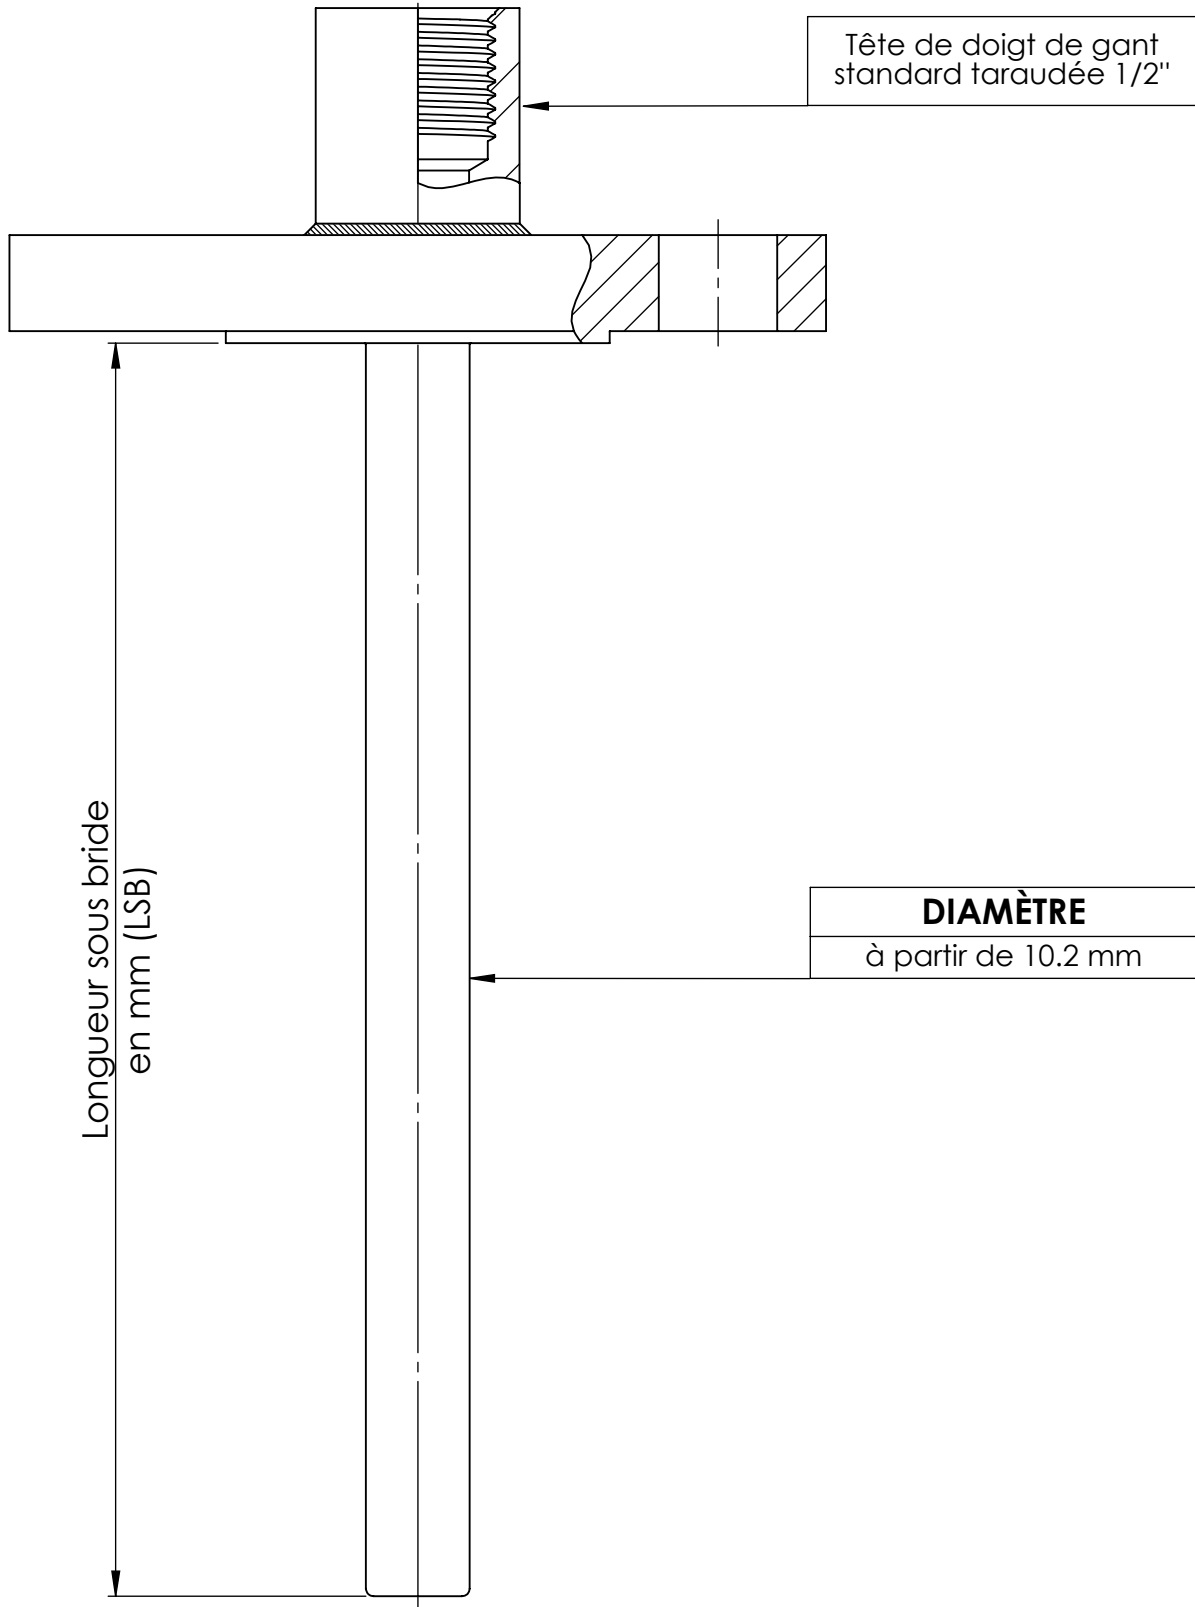 Tête de doigt de gant
standard taraudée 1/2"
Longueur sous bride
en mm (LSB)
DIAMÈTRE
à partir de 10.2 mm